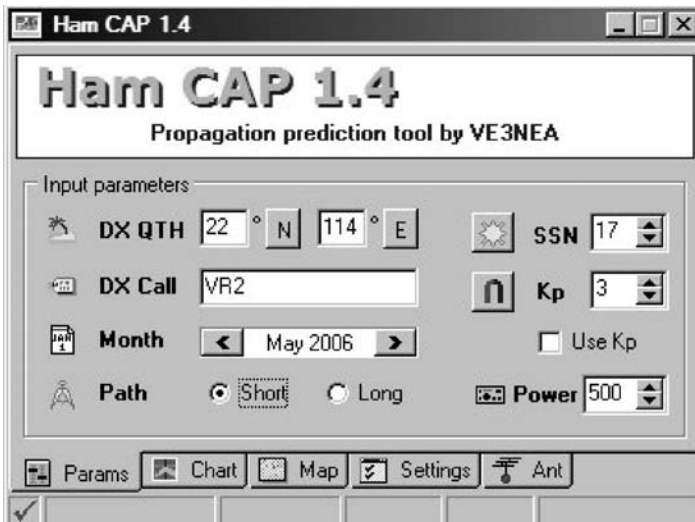 Ham CAP 1.4
Ham CAP 1.4
Propagation prediction tool by VE3NEA
Input parameters
DX QTH 22 ° N 114 ° E SSN 17
DX Call VR2 Kp 3
JAN 1 Month < May 2006 > Use Kp
Path Short Long Power 500
Params Chart Map Settings Ant